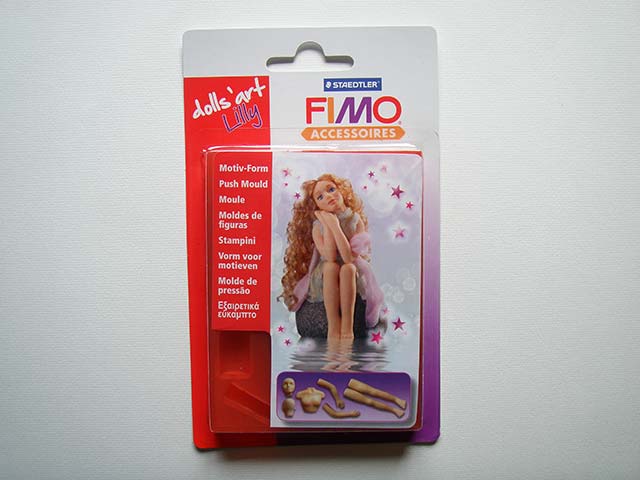 dolls'art
Lilly
STAEDTLER
FIMO
ACCESSOIRES
Motiv-Form
Push Mould
Moule
Moldes de
figuras
Stampini
Vorm voor
motieven
Molde de
pressão
Εξαιρετικά
εύκαμπτο